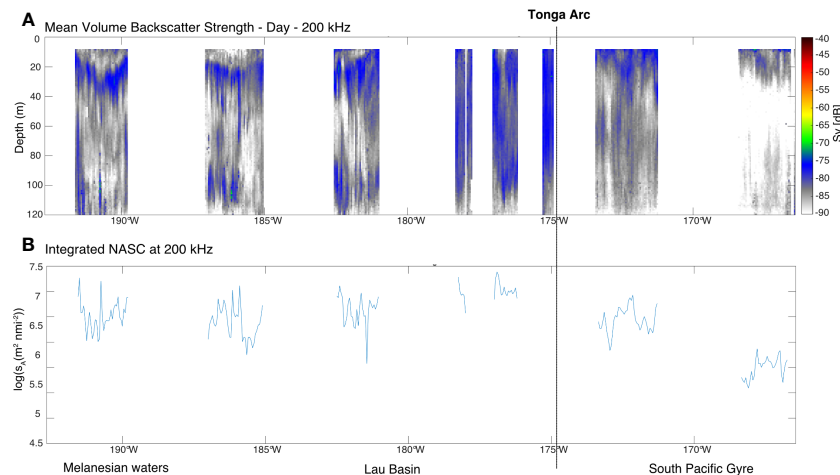 Tonga Arc
A
Mean Volume Backscatter Strength - Day - 200 kHz
0
20
40
60
80
100
120
Depth (m)
190°W
185°W
180°W
175°W
170°W
-40
-45
-50
-55
-60
-65
-70
-75
-80
-85
-90
Sv [dB]
B
Integrated NASC at 200 kHz
7.5
7
6.5
6
5.5
5
4.5
log(sA(m² nmi-²))
190°W
185°W
180°W
175°W
170°W
Melanesian waters
Lau Basin
South Pacific Gyre